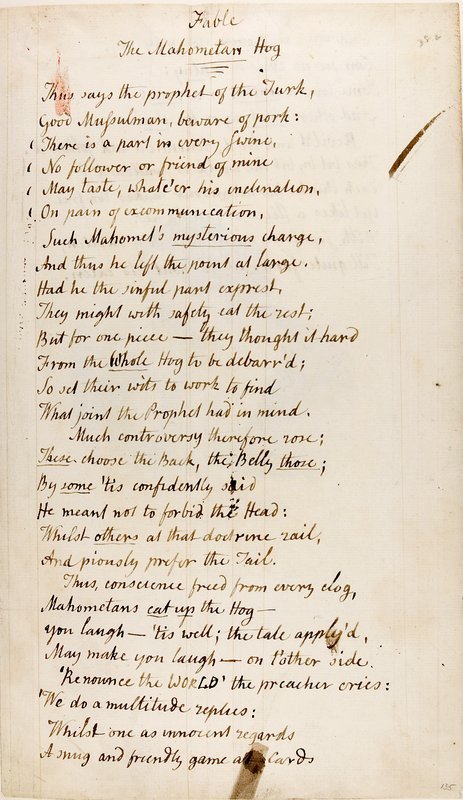 Fable
The Mahometan Hog
Thus says the prophet of the Turk,
Good Mussulman, beware of pork:
There is a part in every swine,
No follower or friend of mine
May taste, whate'er his inclination,
On pain of excommunication,
Such Mahomet's mysterious charge,
And thus he left the point at large.
Had he the sinful part exprest,
They might with safety eat the rest;
But for one piece — they thought it hard
From the Whole Hog to be debarr'd;
So set their wits to work to find
What joint the Prophet had in mind.
Much controversy therefore rose;
These choose the Back, the Belly those;
By some 'tis confidently said
He meant not to forbid the Head:
Whilst others at that doctrine rail,
And piously prefer the Tail.
Thus, conscience freed from every clog,
Mahometans eat up the Hog —
you laugh — 'tis well; the tale apply'd,
May make you laugh — on t'other side.
'Renounce the WORLD' the preacher cries:
'We do a multitude replies:
Whilst one as innocent regards
A snug and friendly game at Cards
135